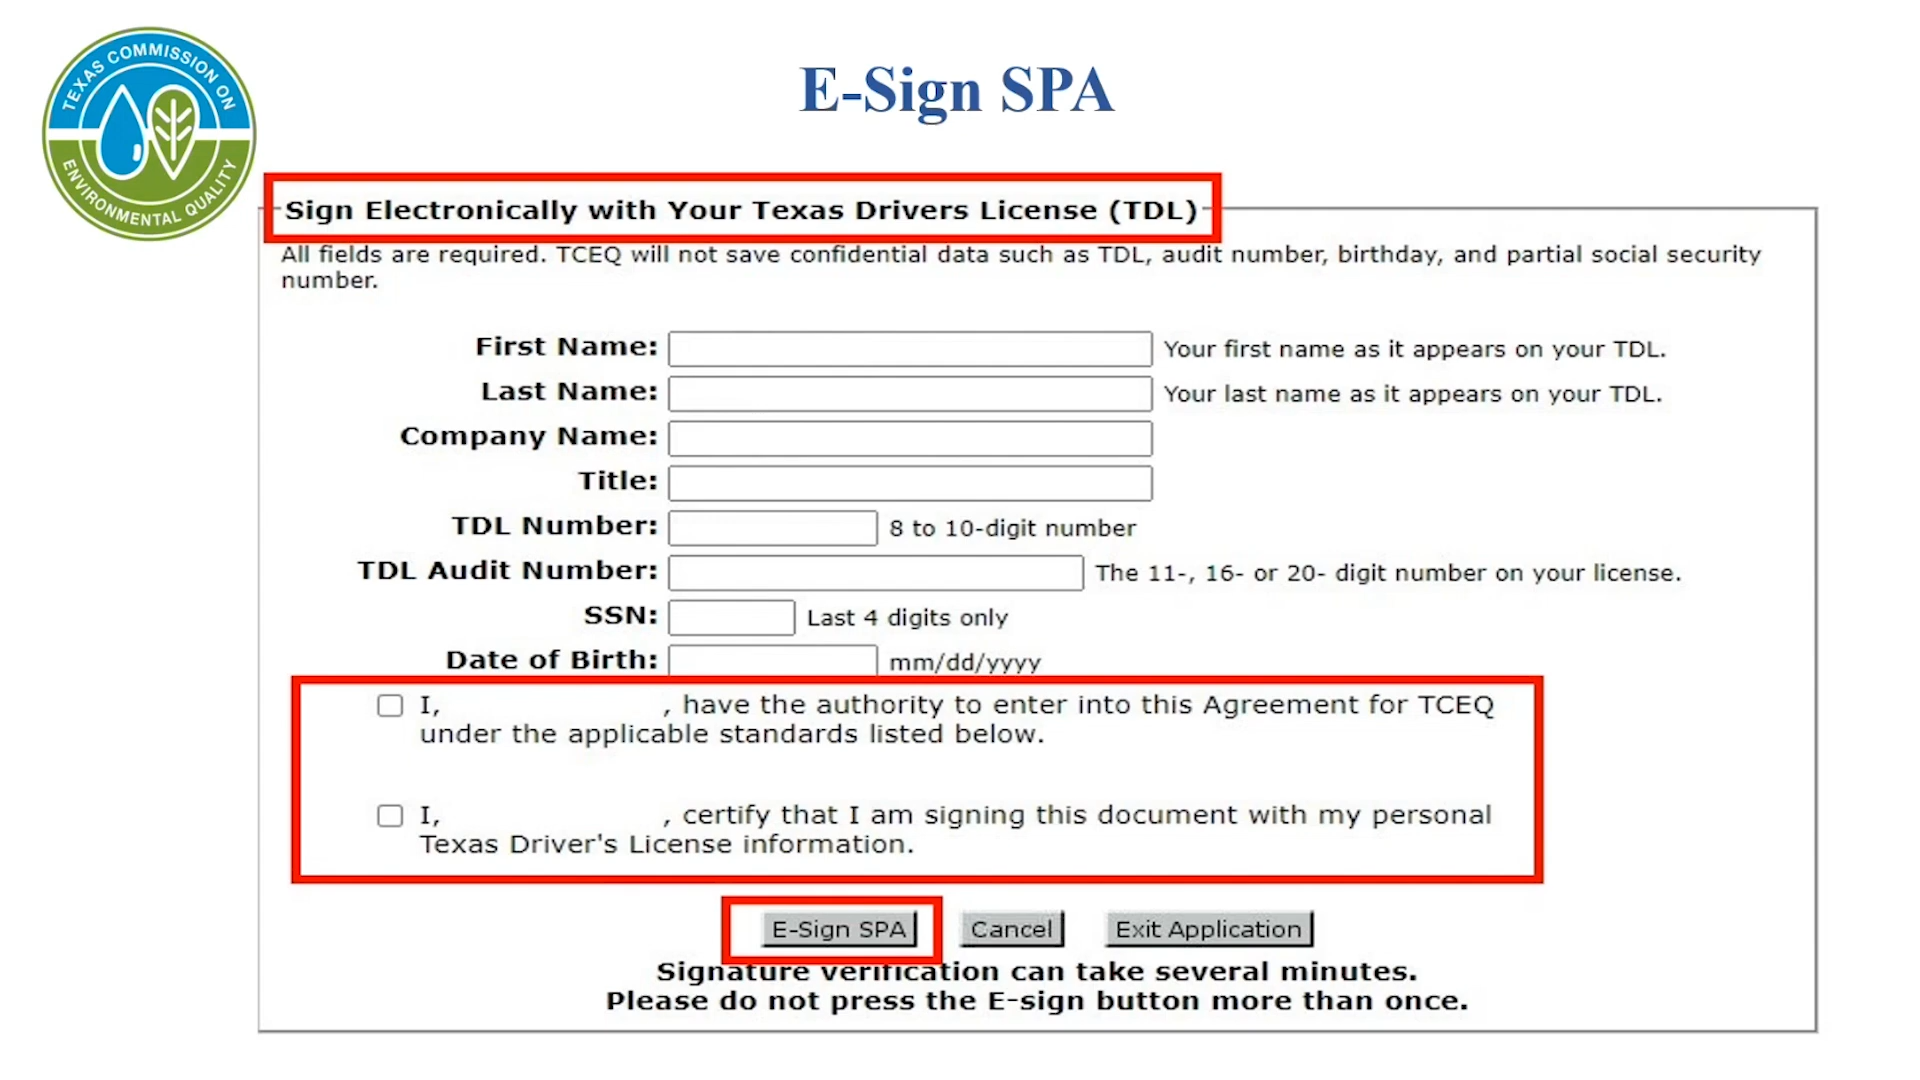 TEXAS COMMISSION ON
ENVIRONMENTAL QUALITY
E-Sign SPA
Sign Electronically with Your Texas Drivers License (TDL)
All fields are required. TCEQ will not save confidential data such as TDL, audit number, birthday, and partial social security
number.
First Name: Your first name as it appears on your TDL.
Last Name: Your last name as it appears on your TDL.
Company Name:
Title:
TDL Number: 8 to 10-digit number
TDL Audit Number: The 11-, 16- or 20- digit number on your license.
SSN: Last 4 digits only
Date of Birth: mm/dd/yyyy
I, , have the authority to enter into this Agreement for TCEQ
under the applicable standards listed below.
I, , certify that I am signing this document with my personal
Texas Driver's License information.
E-Sign SPA Cancel Exit Application
Signature verification can take several minutes.
Please do not press the E-sign button more than once.